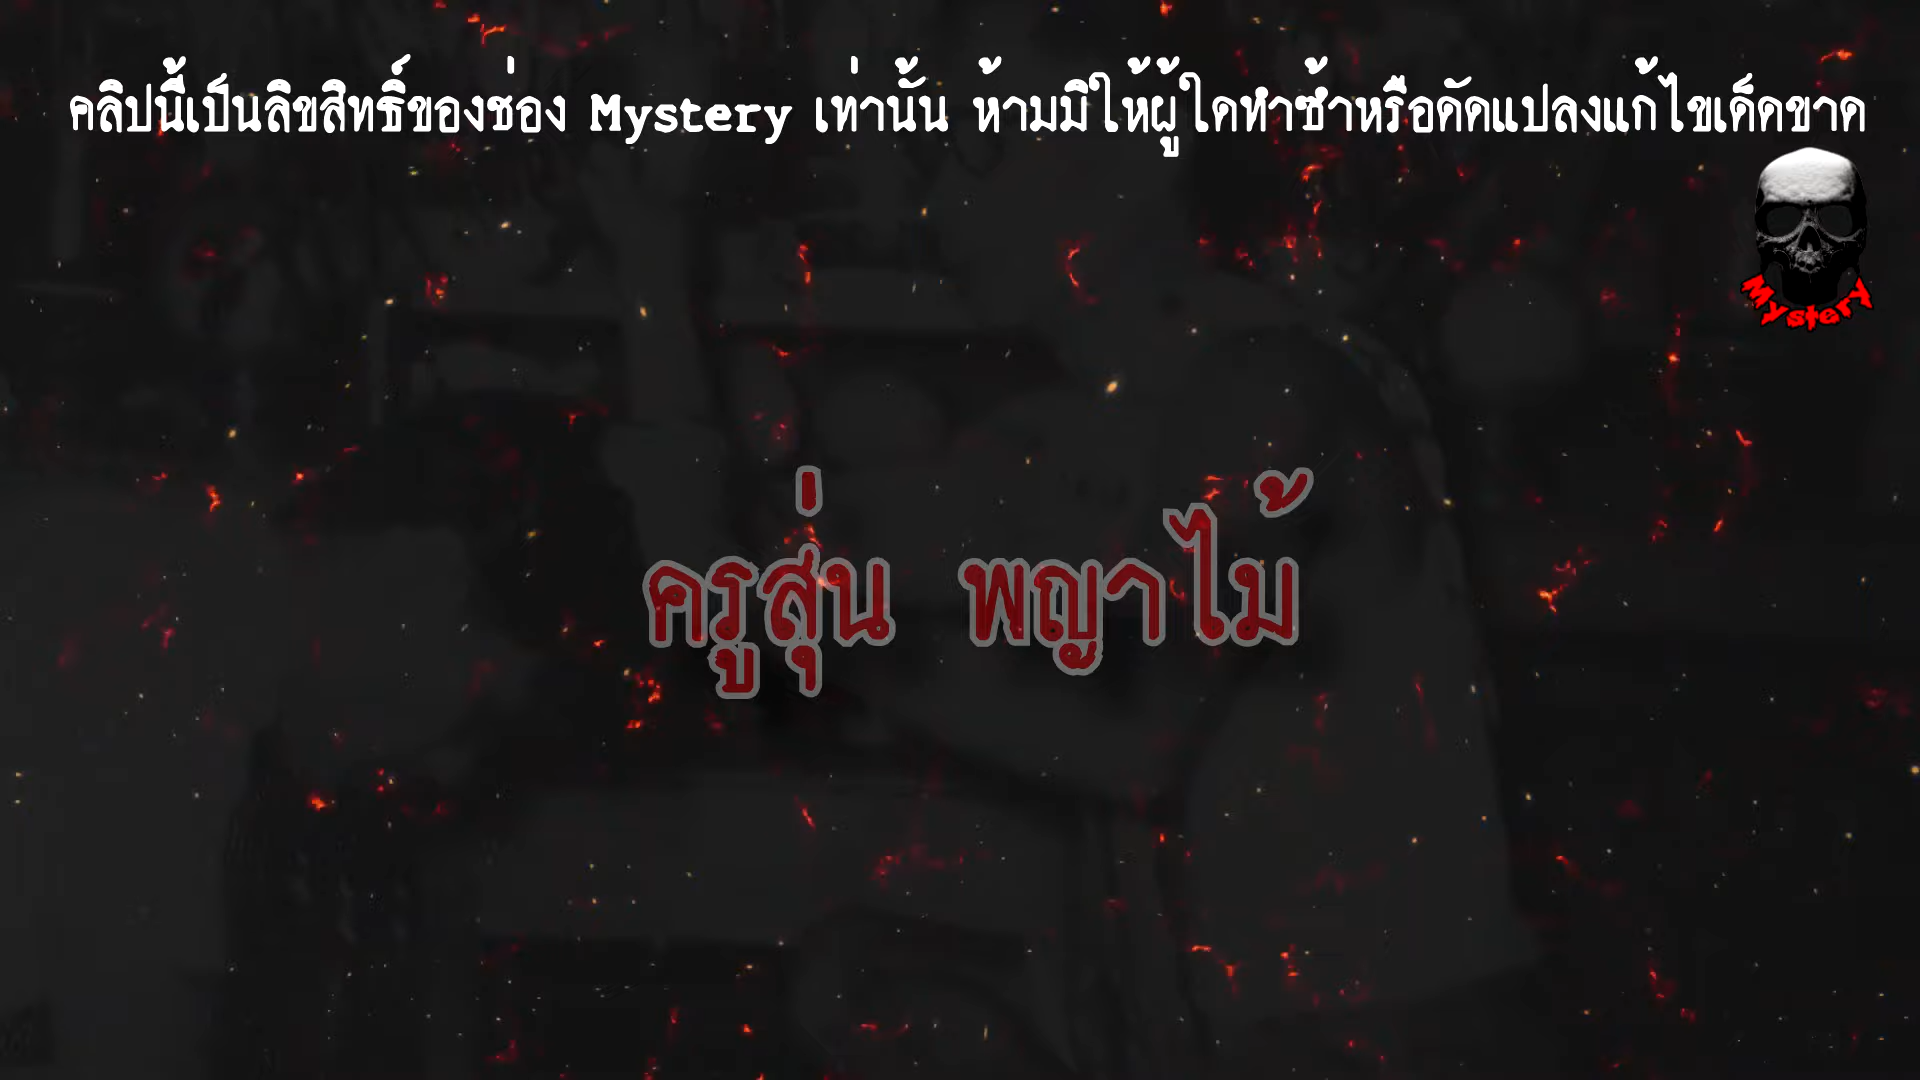 คลิปนี้เป็นลิขสิทธิ์ของช่อง Mystery เท่านั้น ห้ามมิให้ผู้ใดทำซ้ำหรือดัดแปลงแก้ไขเด็ดขาด
Mystery
ครูสุ่น พญาไม้